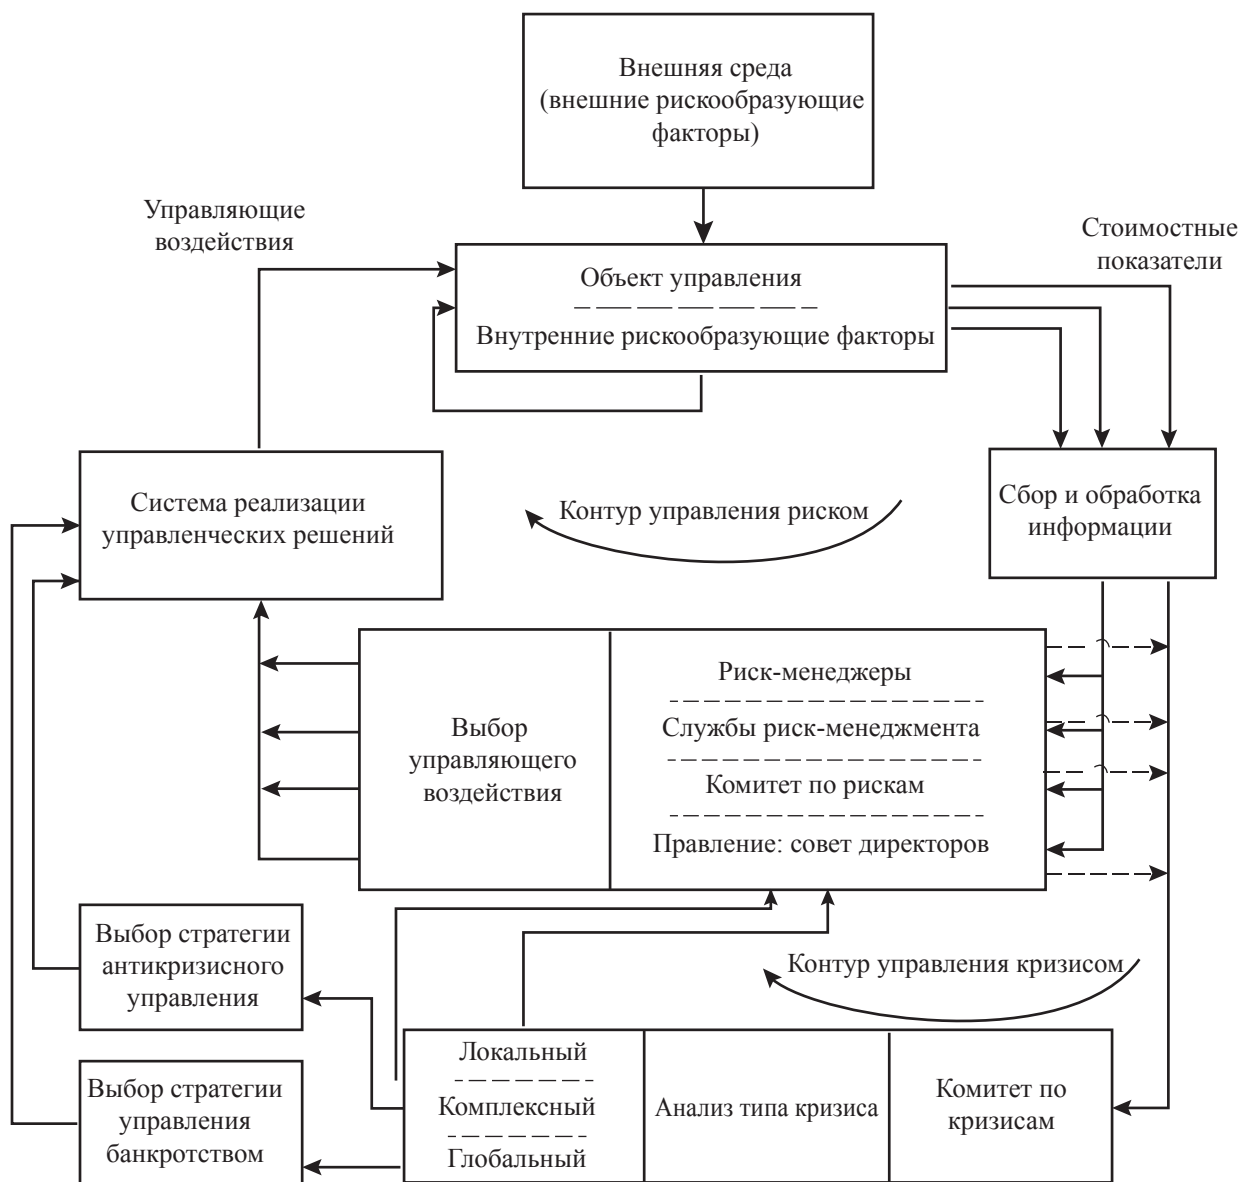 Внешняя среда
(внешние рискообразующие
факторы)
Управляющие
воздействия
Стоимостные
показатели
Объект управления
Внутренние рискообразующие факторы
Система реализации
управленческих решений
Контур управления риском
Сбор и обработка
информации
Выбор
управляющего
воздействия
Риск-менеджеры
Службы риск-менеджмента
Комитет по рискам
Правление: совет директоров
Выбор стратегии
антикризисного
управления
Контур управления кризисом
Выбор стратегии
управления
банкротством
Локальный
Комплексный
Глобальный
Анализ типа кризиса
Комитет по
кризисам